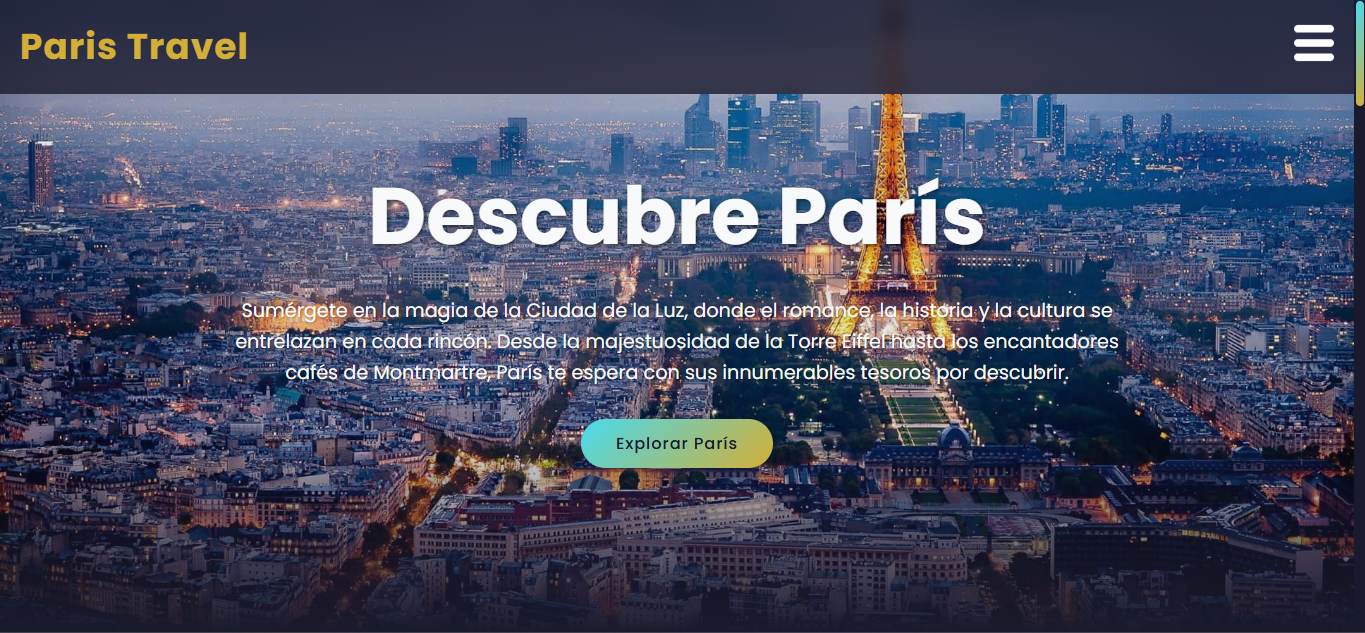 Paris Travel
Descubre París
Sumérgete en la magia de la Ciudad de la Luz, donde el romance, la historia y la cultura se
entrelazan en cada rincón. Desde la majestuosidad de la Torre Eiffel hasta los encantadores
cafés de Montmartre, París te espera con sus innumerables tesoros por descubrir.
Explorar París